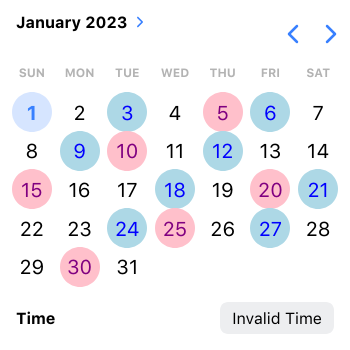 January 2023
SUN MON TUE WED THU FRI SAT
1 2 3 4 5 6 7
8 9 10 11 12 13 14
15 16 17 18 19 20 21
22 23 24 25 26 27 28
29 30 31
Time Invalid Time